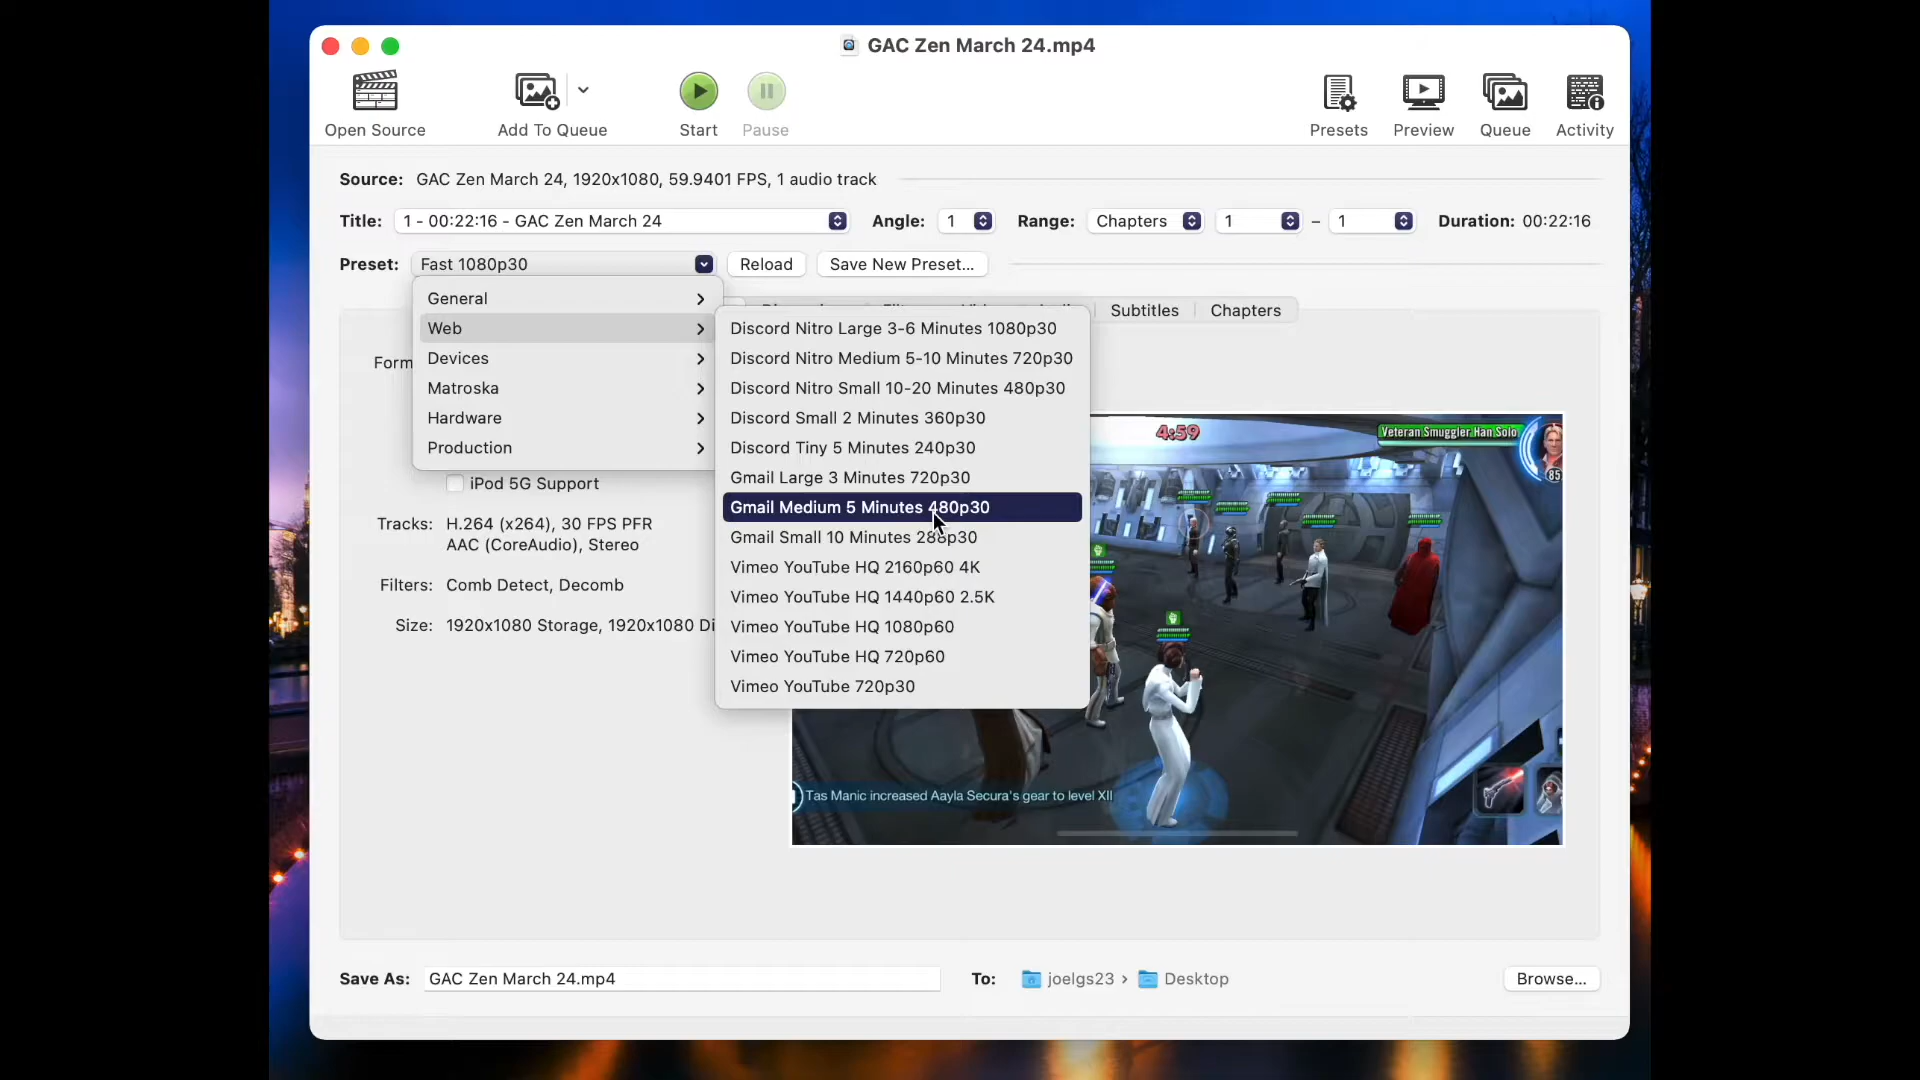 GAC Zen March 24.mp4
Open Source
Add To Queue
Start
Pause
Presets
Preview
Queue
Activity
Source: GAC Zen March 24, 1920x1080, 59.9401 FPS, 1 audio track
Title: 1 - 00:22:16 - GAC Zen March 24 Angle: 1 Range: Chapters 1 – 1 Duration: 00:22:16
Preset: Fast 1080p30 Reload Save New Preset...
General
Web
Devices
Matroska
Hardware
Production
Subtitles
Chapters
Discord Nitro Large 3-6 Minutes 1080p30
Discord Nitro Medium 5-10 Minutes 720p30
Discord Nitro Small 10-20 Minutes 480p30
Discord Small 2 Minutes 360p30
Discord Tiny 5 Minutes 240p30
Gmail Large 3 Minutes 720p30
Gmail Medium 5 Minutes 480p30
Gmail Small 10 Minutes 288p30
Vimeo YouTube HQ 2160p60 4K
Vimeo YouTube HQ 1440p60 2.5K
Vimeo YouTube HQ 1080p60
Vimeo YouTube HQ 720p60
Vimeo YouTube 720p30
Form
iPod 5G Support
Tracks: H.264 (x264), 30 FPS PFR
AAC (CoreAudio), Stereo
Filters: Comb Detect, Decomb
Size: 1920x1080 Storage, 1920x1080 Di
4:59
Veteran Smuggler Han Solo
85
Tas Manic increased Aayla Secura's gear to level XII
Save As: GAC Zen March 24.mp4 To: joelgs23 › Desktop Browse...